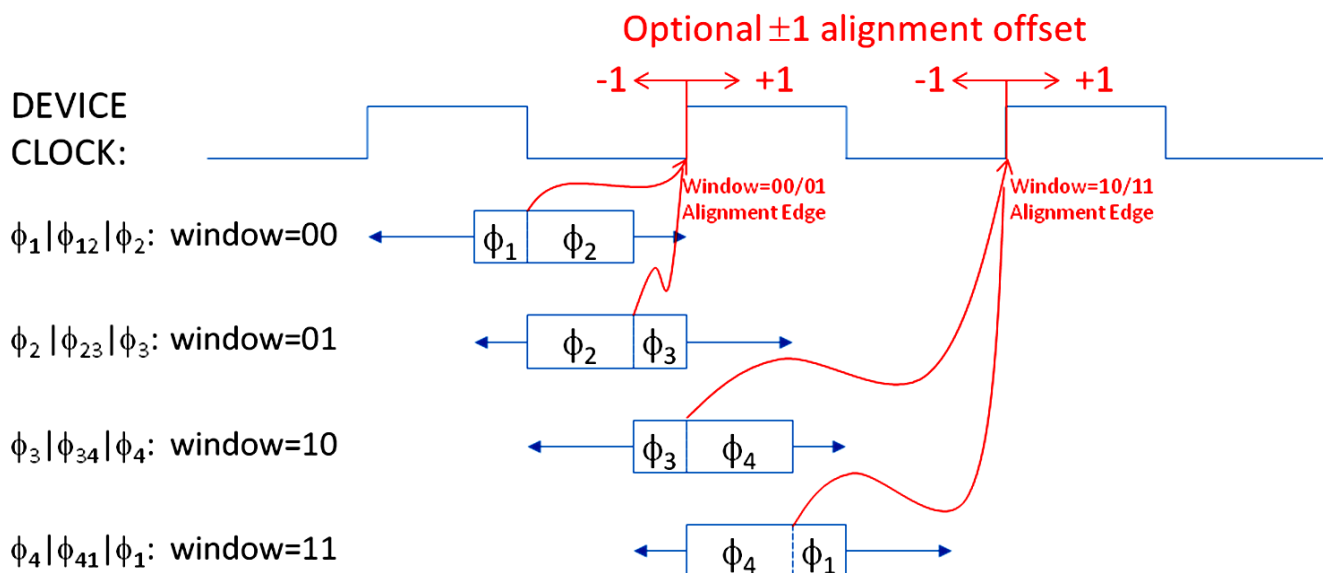 Optional ±1 alignment offset
-1 +1 -1 +1
DEVICE
CLOCK:
Window=00/01
Alignment Edge
Window=10/11
Alignment Edge
ϕ₁|ϕ₁₂|ϕ₂: window=00
ϕ₁ ϕ₂
ϕ₂ |ϕ₂₃|ϕ₃: window=01
ϕ₂ ϕ₃
ϕ₃|ϕ₃₄|ϕ₄: window=10
ϕ₃ ϕ₄
ϕ₄|ϕ₄₁|ϕ₁: window=11
ϕ₄ ϕ₁